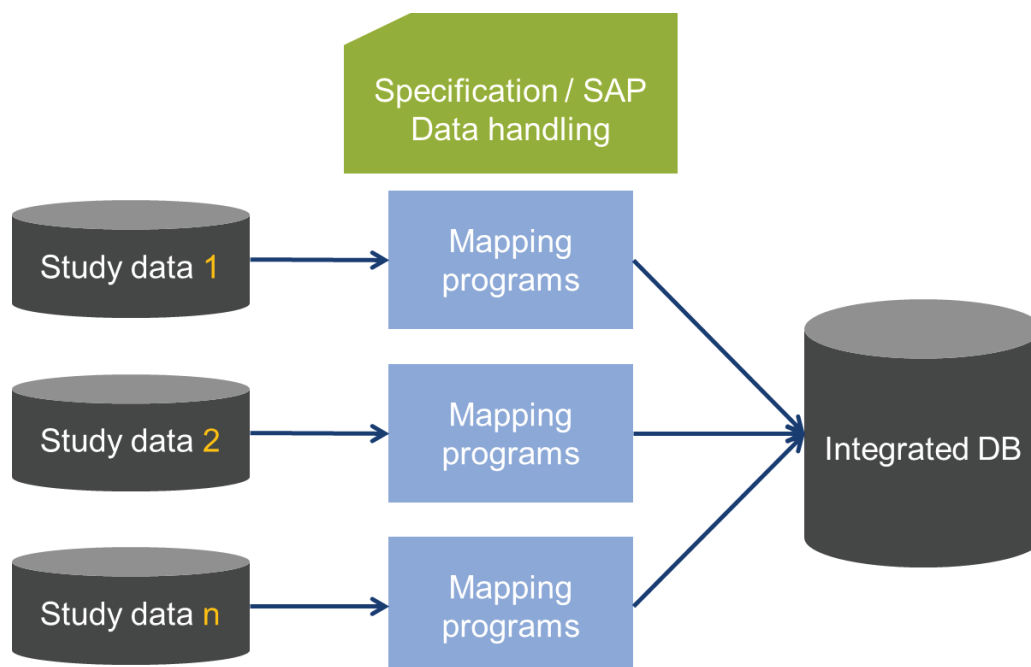 Specification / SAP
Data handling
Study data 1
Mapping
programs
Study data 2
Mapping
programs
Integrated DB
Study data n
Mapping
programs